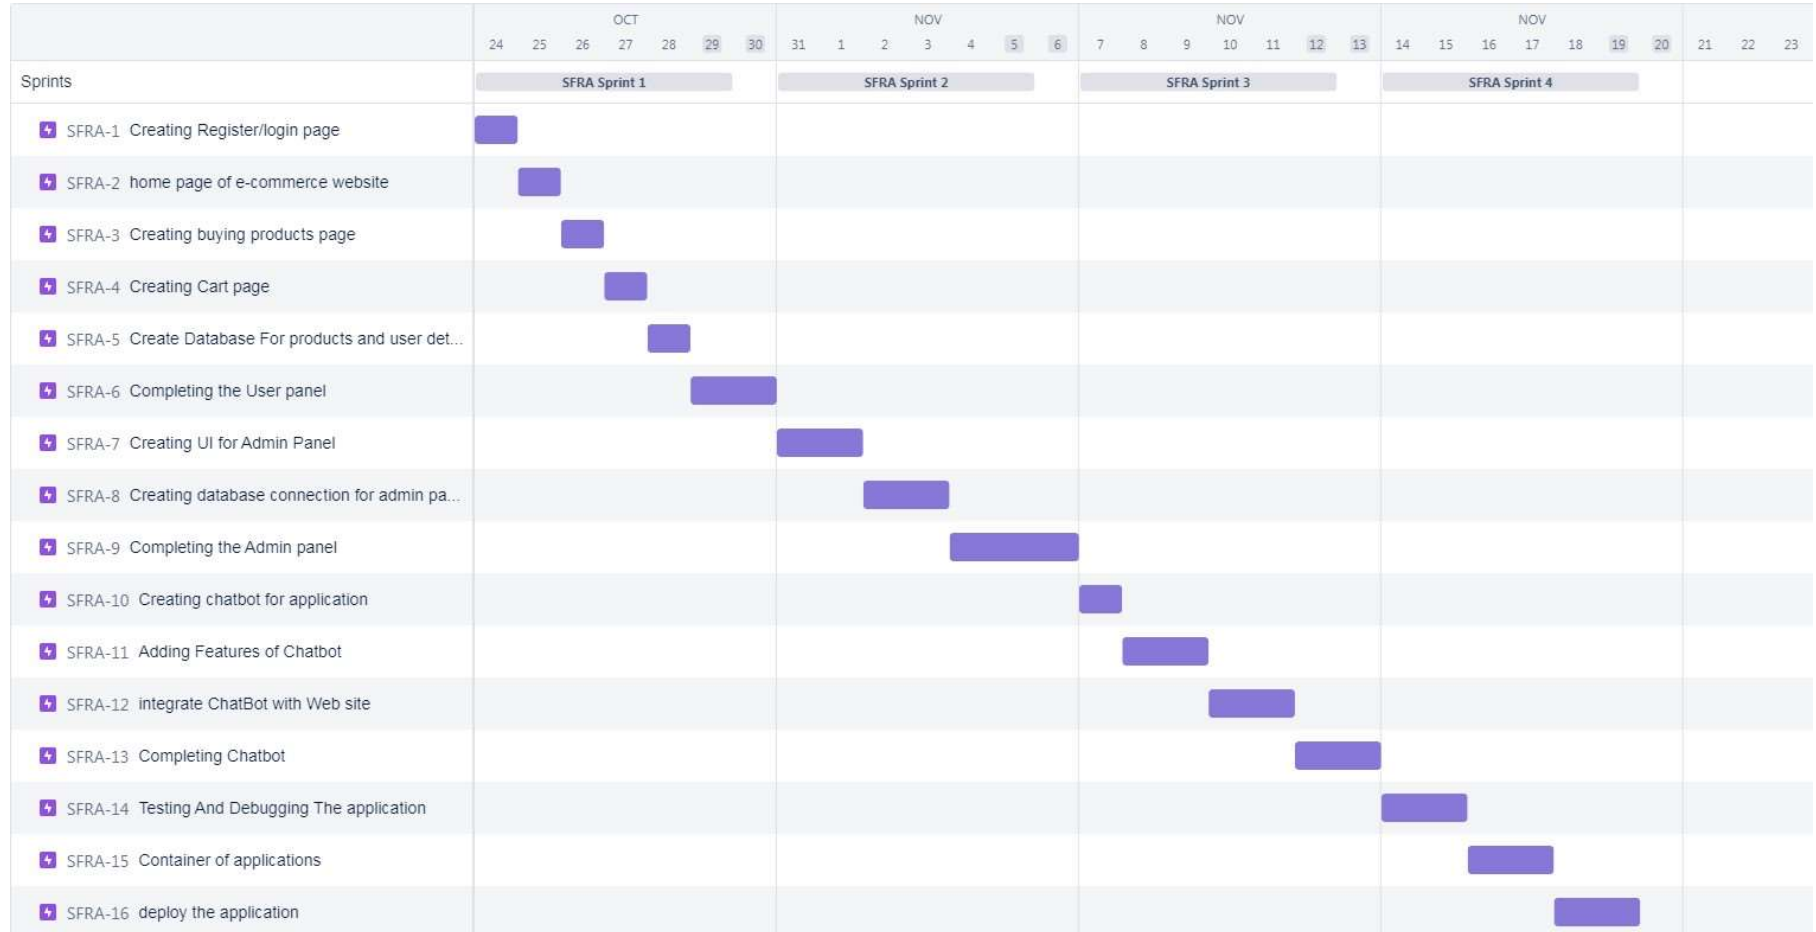 OCT NOV NOV NOV
24 25 26 27 28 29 30 31 1 2 3 4 5 6 7 8 9 10 11 12 13 14 15 16 17 18 19 20 21 22 23
Sprints SFRA Sprint 1 SFRA Sprint 2 SFRA Sprint 3 SFRA Sprint 4
SFRA-1 Creating Register/login page
SFRA-2 home page of e-commerce website
SFRA-3 Creating buying products page
SFRA-4 Creating Cart page
SFRA-5 Create Database For products and user det...
SFRA-6 Completing the User panel
SFRA-7 Creating UI for Admin Panel
SFRA-8 Creating database connection for admin pa...
SFRA-9 Completing the Admin panel
SFRA-10 Creating chatbot for application
SFRA-11 Adding Features of Chatbot
SFRA-12 integrate ChatBot with Web site
SFRA-13 Completing Chatbot
SFRA-14 Testing And Debugging The application
SFRA-15 Container of applications
SFRA-16 deploy the application